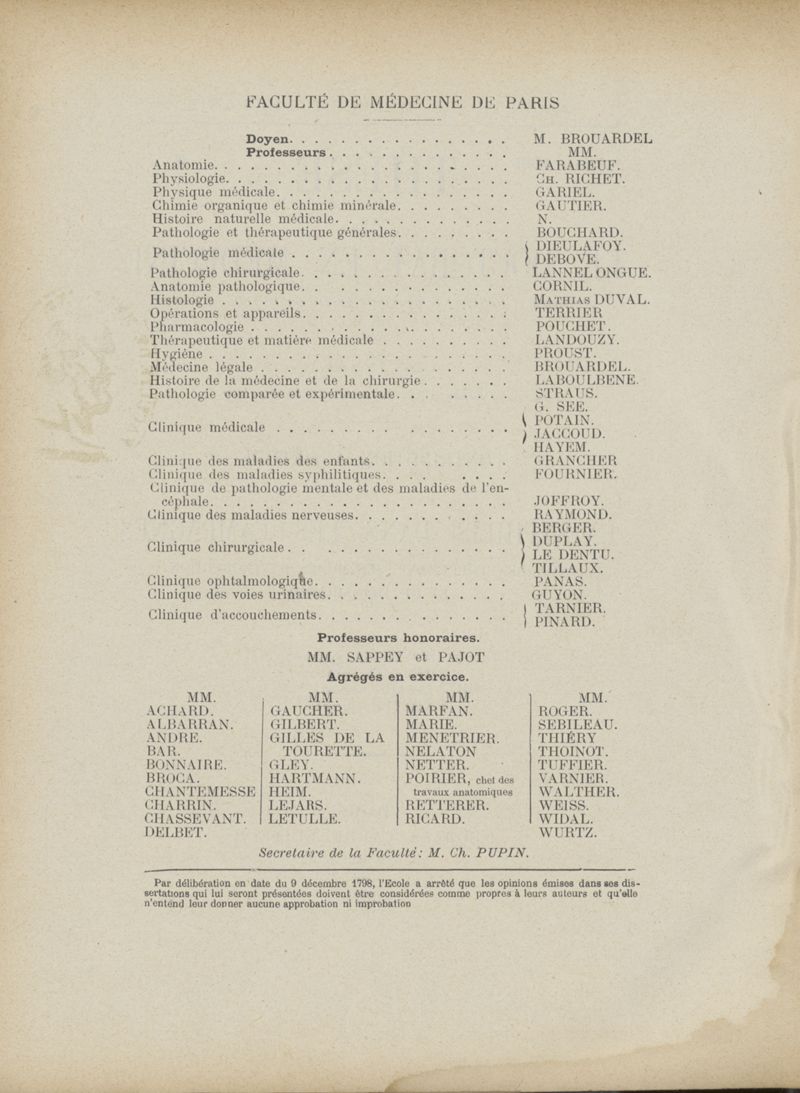 FACULTÉ DE MÉDECINE DE PARIS
Doyen. . . . . . . . . . . . . . . . . M. BROUARDEL
Professeurs . . . . . . . . . . . . . . MM.
Anatomie. . . . . . . . . . . . . . . . . . . . . . . FARABEUF.
Physiologie. . . . . . . . . . . . . . . . . . . . . . CH. RICHET.
Physique médicale. . . . . . . . . . . . . . . . . . GARIEL.
Chimie organique et chimie minérale. . . . . . . . . GAUTIER.
Histoire naturelle médicale. . . . . . . . . . . . . . N.
Pathologie et thérapeutique générales. . . . . . . . . BOUCHARD.
Pathologie médicale . . . . . . . . . . . . . . . . . { DIEULAFOY.
DEBOVE.
Pathologie chirurgicale. . . . . . . . . . . . . . . . LANNELONGUE.
Anatomie pathologique. . . . . . . . . . . . . . . CORNIL.
Histologie . . . . . . . . . . . . . . . . . . . . . . MATHIAS DUVAL.
Opérations et appareils. . . . . . . . . . . . . . . . TERRIER
Pharmacologie . . . . . . . . . . . . . . . . . . . . POUCHET.
Thérapeutique et matière médicale . . . . . . . . . . LANDOUZY.
Hygiène . . . . . . . . . . . . . . . . . . . . . . . PROUST.
Médecine légale . . . . . . . . . . . . . . . . . . . BROUARDEL.
Histoire de la médecine et de la chirurgie . . . . . . . LABOULBENE.
Pathologie comparée et expérimentale. . . . . . . . STRAUS.
G. SEE.
Clinique médicale . . . . . . . . . . . . . . . . . . { POTAIN.
JACCOUD.
HAYEM.
Clinique des maladies des enfants. . . . . . . . . . . GRANCHER
Clinique des maladies syphilitiques. . . . . . . . FOURNIER.
Clinique de pathologie mentale et des maladies de l'en-
céphale. . . . . . . . . . . . . . . . . . . . . . . JOFFROY.
Clinique des maladies nerveuses. . . . . . . . . . . . RAYMOND.
BERGER.
Clinique chirurgicale . . . . . . . . . . . . . . . . { DUPLAY.
LE DENTU.
TILLAUX.
Clinique ophtalmologique. . . . . . . . . . . . . . . PANAS.
Clinique des voies urinaires. . . . . . . . . . . . . . GUYON.
Clinique d'accouchements. . . . . . . . . . . . . . . { TARNIER.
PINARD.
Professeurs honoraires.
MM. SAPPEY et PAJOT
Agrégés en exercice.
MM.
ACHARD.
ALBARRAN.
ANDRE.
BAR.
BONNAIRE.
BROCA.
CHANTEMESSE
CHARRIN.
CHASSEVANT.
DELBET.
MM.
GAUCHER.
GILBERT.
GILLES DE LA
TOURETTE.
GLEY.
HARTMANN.
HEIM.
LEJARS.
LETULLE.
MM.
MARFAN.
MARIE.
MENETRIER.
NELATON
NETTER.
POIRIER, chef des
travaux anatomiques
RETTERER.
RICARD.
MM.
ROGER.
SEBILEAU.
THIÉRY
THOINOT.
TUFFIER.
VARNIER.
WALTHER.
WEISS.
WIDAL.
WURTZ.
Secretaire de la Faculté: M. Ch. PUPIN.
Par délibération en date du 9 décembre 1798, l'Ecole a arrêté que les opinions émises dans ses dis-
sertations qui lui seront présentées doivent être considérées comme propres à leurs auteurs et qu'elle
n'entend leur donner aucune approbation ni improbation